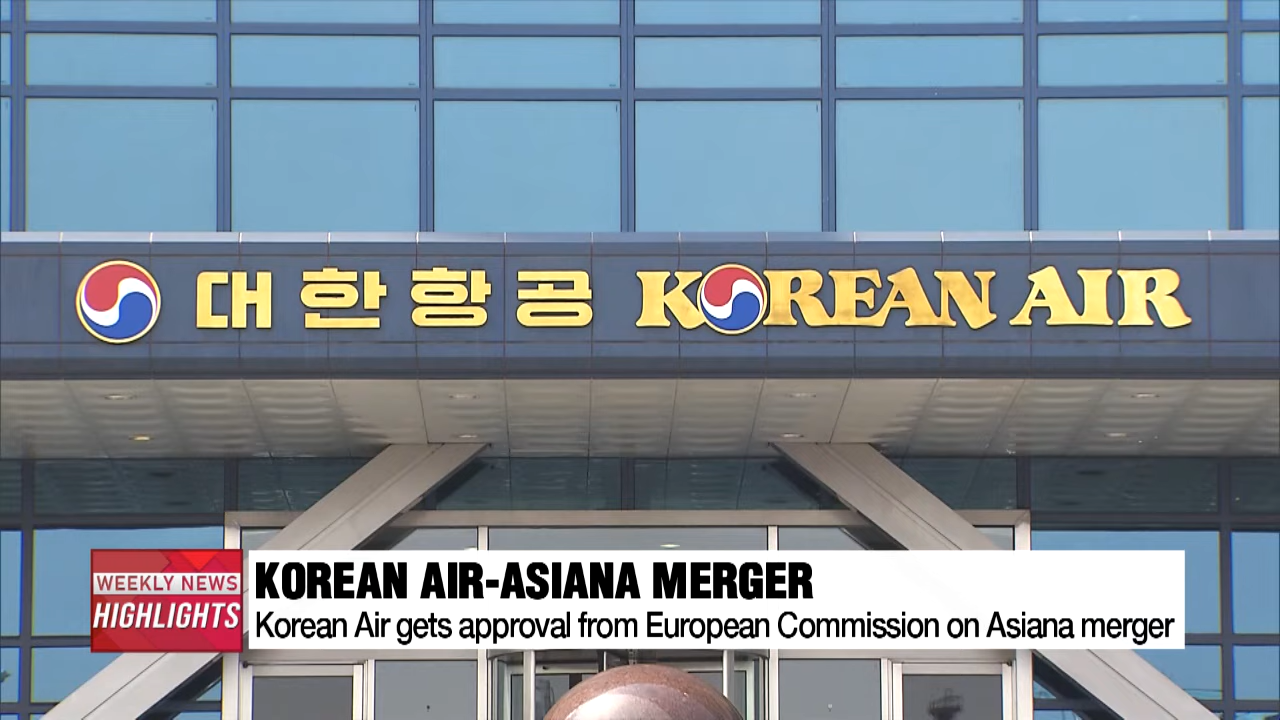 대한항공 KOREAN AIR
WEEKLY NEWS
HIGHLIGHTS
KOREAN AIR-ASIANA MERGER
Korean Air gets approval from European Commission on Asiana merger